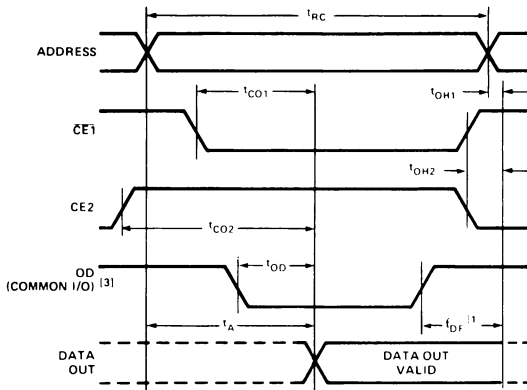 tRC
ADDRESS
tCO1
tOH1
CE1
tOH2
CE2
tCO2
OD
(COMMON I/O) [3]
tOD
tA
tDF
DATA
OUT
DATA OUT
VALID